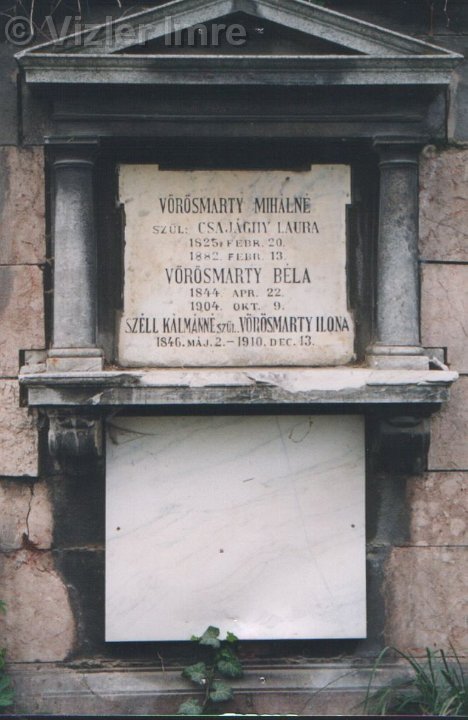 © Vizler Imre
VÖRÖSMARTY MIHÁLNÉ
SZÜL: CSAJÁGHY LAURA
1825. FEBR. 20.
1882. FEBR. 13.
VÖRÖSMARTY BÉLA
1844. APR. 22.
1904. OKT. 9.
SZÉLL KÁLMÁNNÉ SZÜL. VÖRÖSMARTY ILONA
1846. MÁJ. 2. – 1910. DEC. 13.